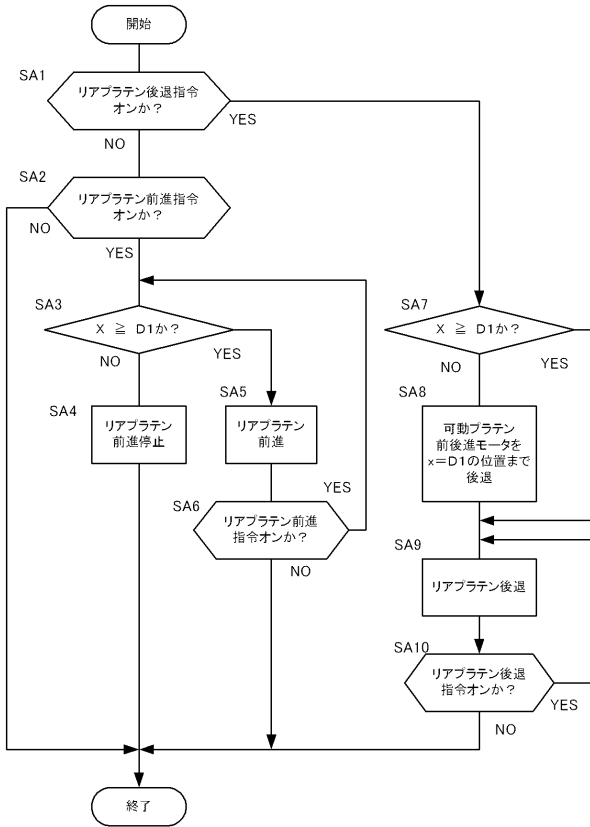 開始
SA1
リアプラテン後退指令
オンか？
YES
NO
SA2
リアプラテン前進指令
オンか？
NO
YES
SA3
X ≧ D1か？
NO
YES
SA4
リアプラテン
前進停止
SA5
リアプラテン
前進
YES
SA6
リアプラテン前進
指令オンか？
NO
SA7
X ≧ D1か？
YES
NO
SA8
可動プラテン
前後進モータを
x＝D1の位置まで
後退
SA9
リアプラテン後退
SA10
リアプラテン後退
指令オンか？
YES
NO
終了